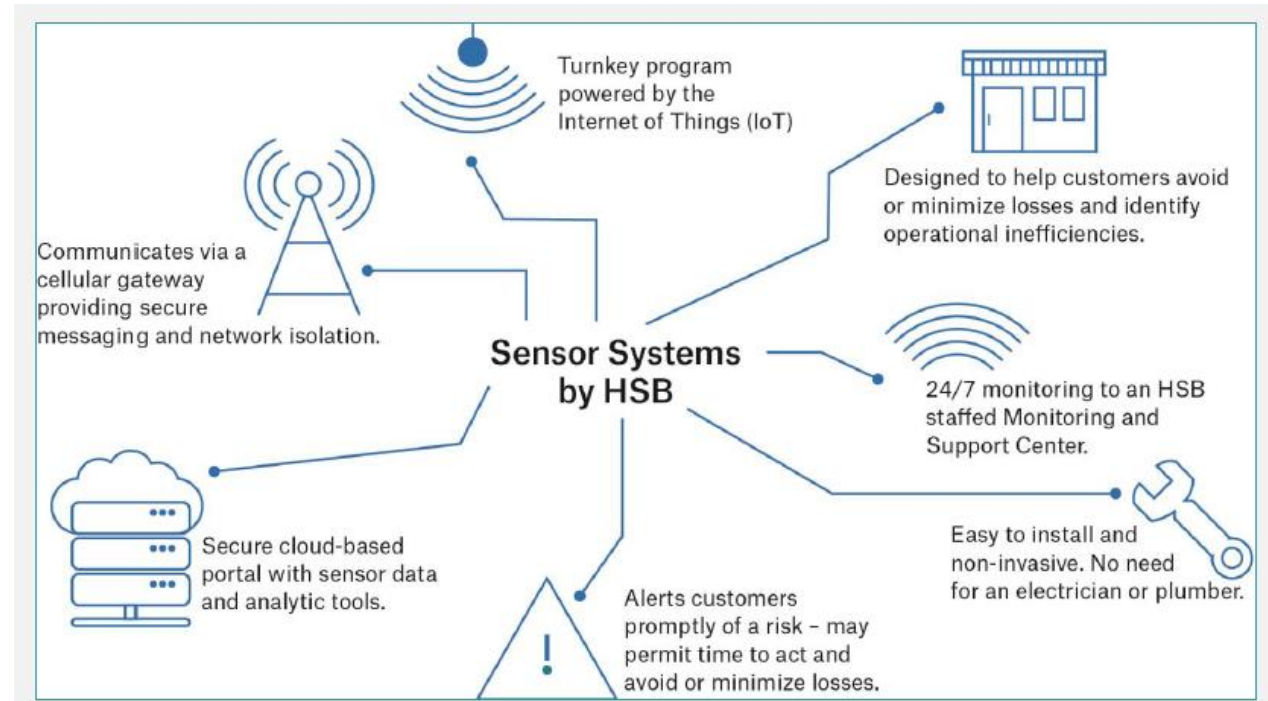 Turnkey program
powered by the
Internet of Things (IoT)
Designed to help customers avoid
or minimize losses and identify
operational inefficiencies.
Communicates via a
cellular gateway
providing secure
messaging and network isolation.
Sensor Systems
by HSB
24/7 monitoring to an HSB
staffed Monitoring and
Support Center.
Secure cloud-based
portal with sensor data
and analytic tools.
Easy to install and
non-invasive. No need
for an electrician or plumber.
Alerts customers
promptly of a risk – may
permit time to act and
avoid or minimize losses.